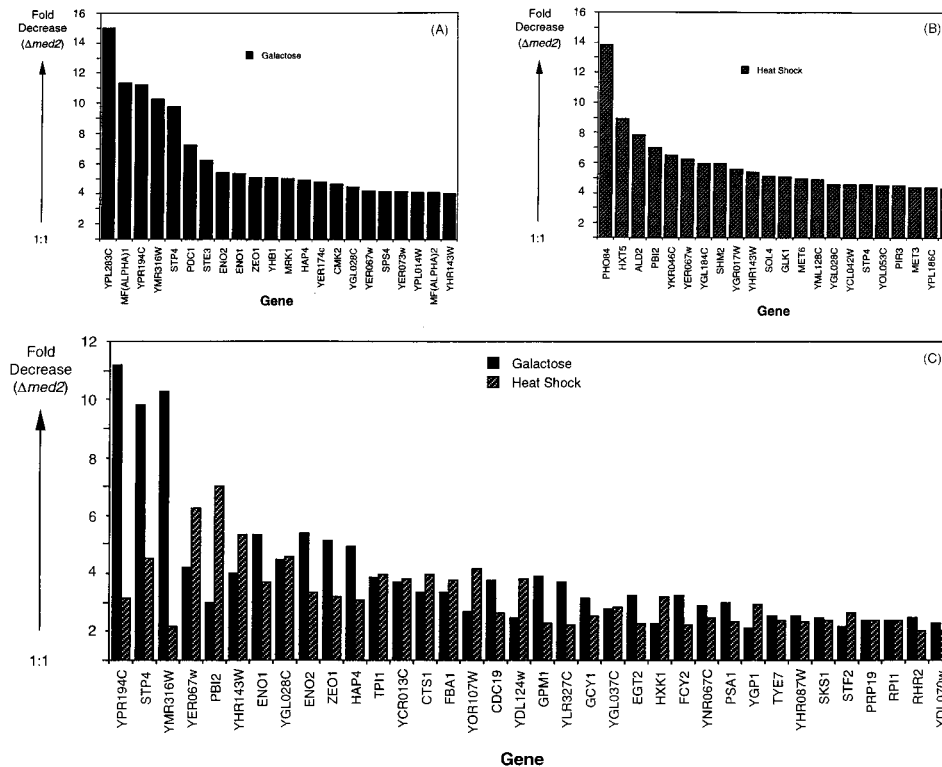 Fold
Decrease
(Δmed2)
(A)
Galactose
16
14
12
10
8
6
4
2
1:1
YPL283C
MF(ALPHA)1
YPR194C
YMR316W
STP4
PDC1
STE3
ENO2
ENO1
ZEO1
YHB1
MRK1
HAP4
YER174c
CMK2
YGL028C
YER067w
SPS4
YER073w
YPL014W
MF(ALPHA)2
YHR143W
Gene
Fold
Decrease
(Δmed2)
(B)
Heat Shock
16
14
12
10
8
6
4
2
1:1
PHO84
HXT5
ALD2
PBI2
YKR046C
YER067w
YGL184C
SHM2
YGR017W
YHR143W
SOL4
GLK1
MET6
YML128C
YGL028C
YCL042W
STP4
YOL053C
PIR3
MET3
YPL186C
Gene
Fold
Decrease
(Δmed2)
(C)
Galactose
Heat Shock
12
10
8
6
4
2
1:1
YPR194C
STP4
YMR316W
YER067w
PBI2
YHR143W
ENO1
YGL028C
ENO2
ZEO1
HAP4
TPI1
YCR013C
CTS1
FBA1
YOR107W
CDC19
YDL124w
GPM1
YLR327C
GCY1
YGL037C
EGT2
HXK1
FCY2
YNR067C
PSA1
YGP1
TYE7
YHR087W
SKS1
STF2
PRP19
RPI1
RHR2
Gene